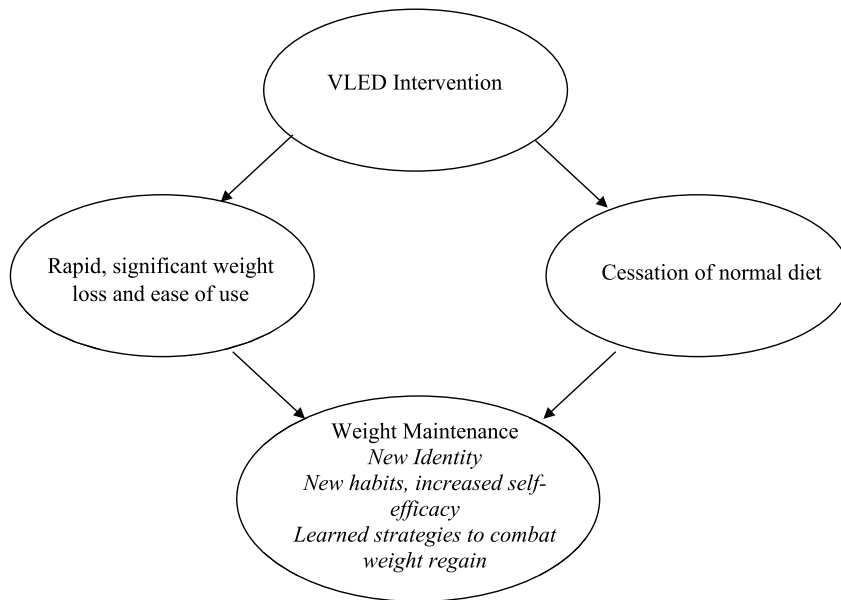 VLED Intervention
Rapid, significant weight
loss and ease of use
Cessation of normal diet
Weight Maintenance
New Identity
New habits, increased self-
efficacy
Learned strategies to combat
weight regain